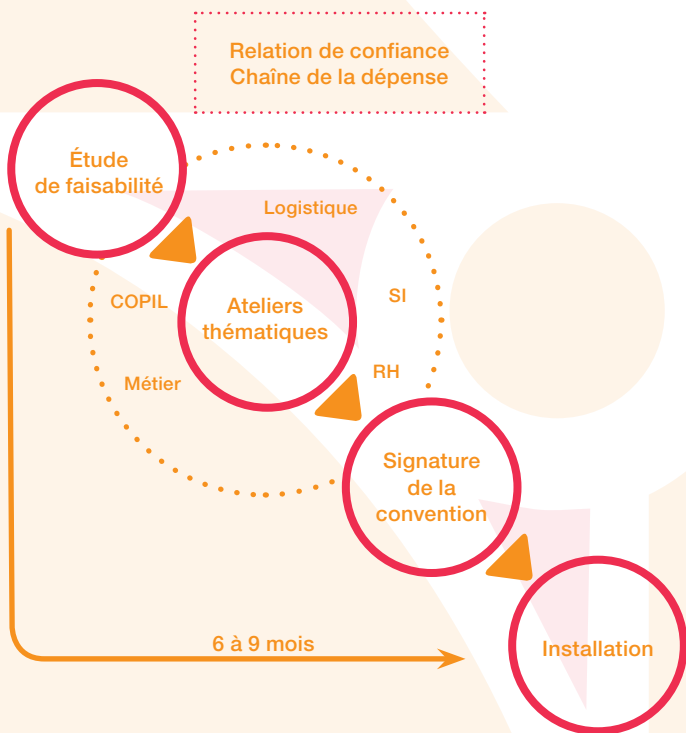 Relation de confiance
Chaîne de la dépense
Étude
de faisabilité
Logistique
COPIL
Ateliers
thématiques
SI
Métier
RH
Signature
de la
convention
6 à 9 mois
Installation